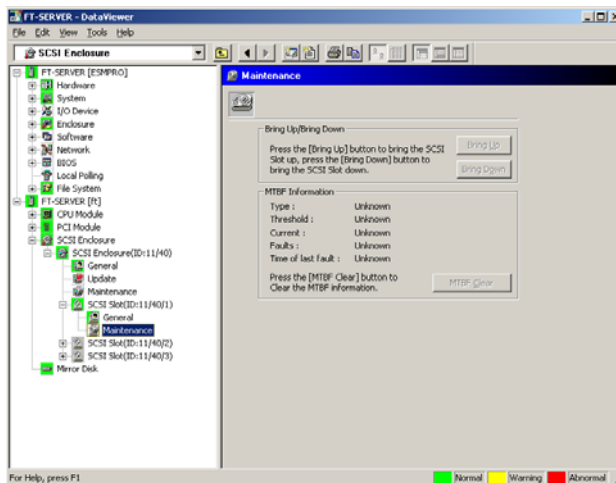 FT-SERVER - DataViewer
File Edit View Tools Help
SCSI Enclosure
FT-SERVER [ESMPRO]
Hardware
System
I/O Device
Enclosure
Software
Network
BIOS
Local Polling
File System
FT-SERVER [ft]
CPU Module
PCI Module
SCSI Enclosure
SCSI Enclosure(ID:11/40)
General
Update
Maintenance
SCSI Slot(ID:11/40/1)
General
Maintenance
SCSI Slot(ID:11/40/2)
SCSI Slot(ID:11/40/3)
Mirror Disk
Maintenance
Bring Up/Bring Down
Press the [Bring Up] button to bring the SCSI
Slot up, press the [Bring Down] button to
bring the SCSI Slot down.
Bring Up
Bring Down
MTBF Information
Type : Unknown
Threshold : Unknown
Current : Unknown
Faults : Unknown
Time of last fault : Unknown
Press the [MTBF Clear] button to
Clear the MTBF information.
MTBF Clear
For Help, press F1
Normal Warning Abnormal